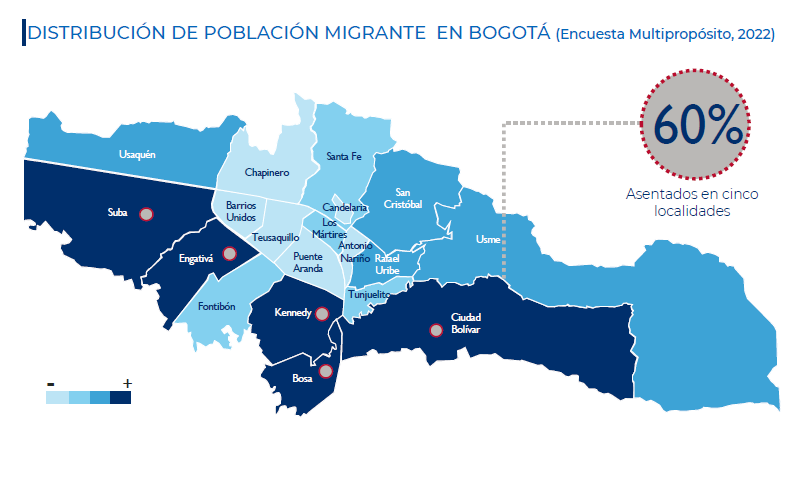 DISTRIBUCIÓN DE POBLACIÓN MIGRANTE EN BOGOTÁ (Encuesta Multipropósito, 2022)
60%
Asentados en cinco
localidades
Usaquén
Chapinero
Santa Fe
San
Cristóbal
Suba
Barrios
Unidos
Candelaria
Teusaquillo
Los
Mártires
Antonio
Nariño
Usme
Engativá
Puente
Aranda
Rafael
Uribe
Fontibón
Tunjuelito
Kennedy
Ciudad
Bolívar
Bosa
- +